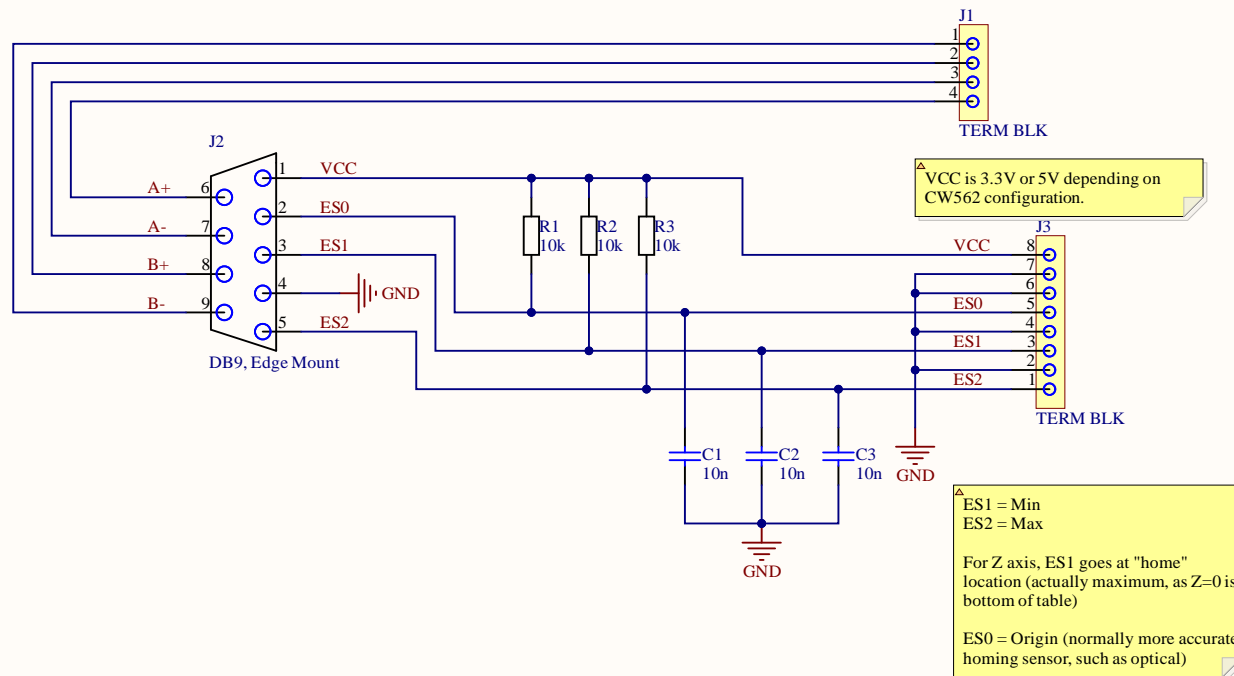 J1
1
2
3
4
TERM BLK
J2
A+ 6
A- 7
B+ 8
B- 9
1 VCC
2 ES0
3 ES1
4 GND
5 ES2
DB9, Edge Mount
R1
10k
R2
10k
R3
10k
VCC is 3.3V or 5V depending on
CW562 configuration.
J3
VCC 8
7
6
ES0 5
4
ES1 3
2
ES2 1
TERM BLK
C1
10n
C2
10n
C3
10n
GND
GND
ES1 = Min
ES2 = Max
For Z axis, ES1 goes at "home"
location (actually maximum, as Z=0 is
bottom of table)
ES0 = Origin (normally more accurate
homing sensor, such as optical)